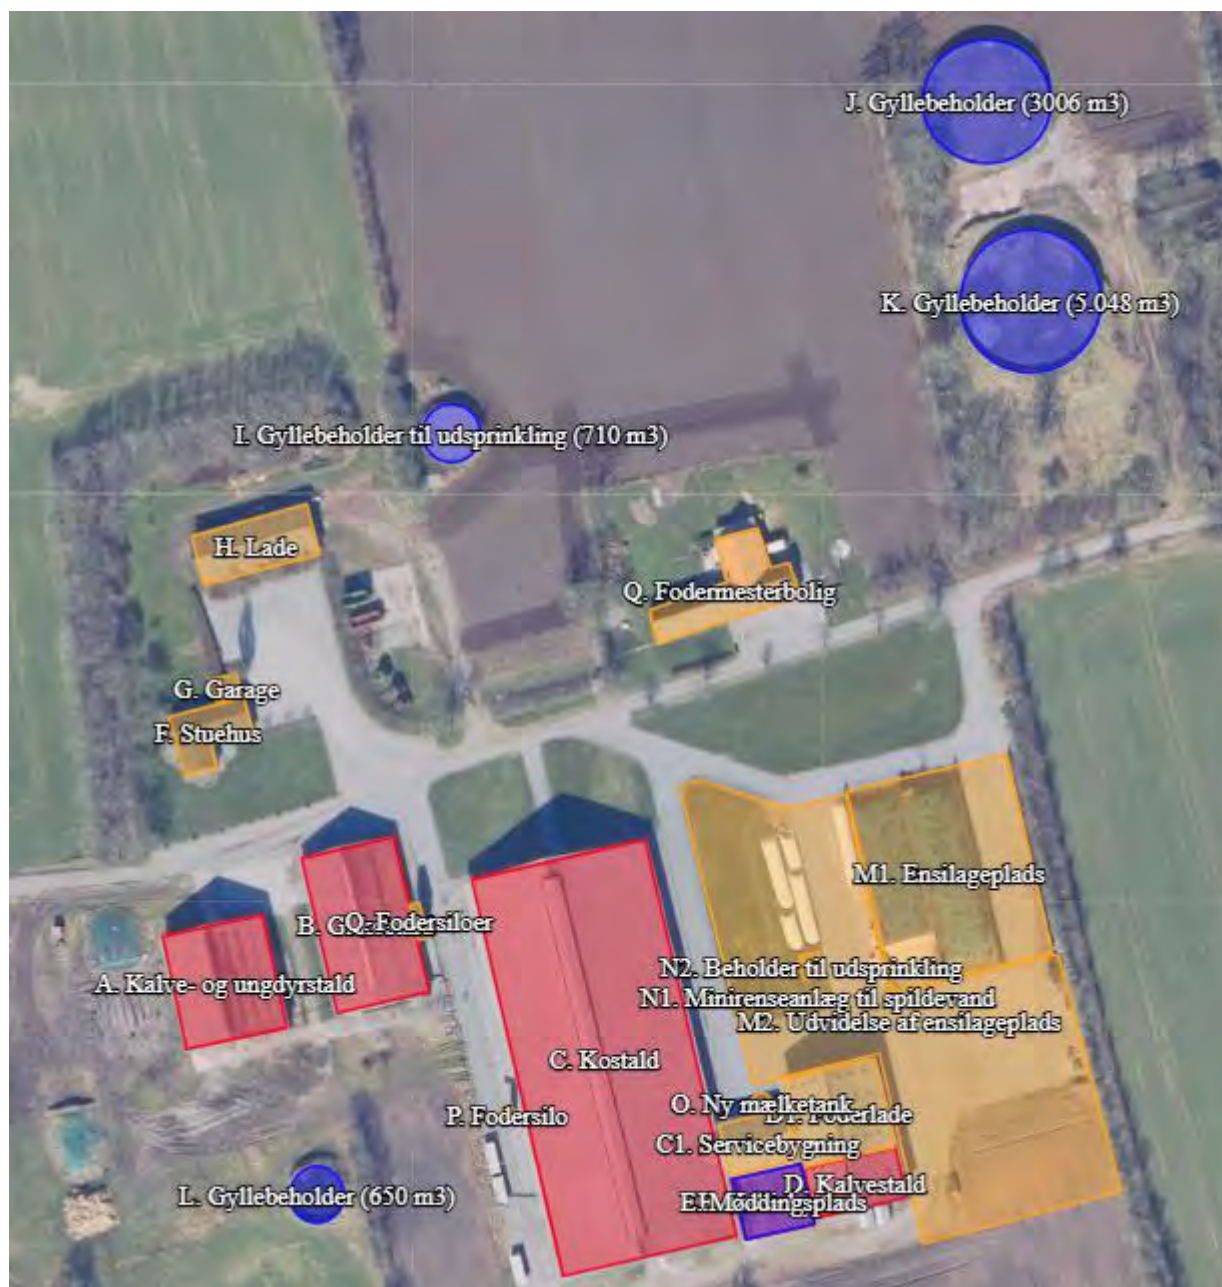 J. Gyllebeholder (3006 m3)
K. Gyllebeholder (5.048 m3)
I. Gyllebeholder til udsprinkling (710 m3)
H. Lade
Q. Fodermesterbolig
G. Garage
F. Stuehus
M1. Ensilageplads
B.
Q. Fodersiloer
N2. Beholder til udsprinkling
A. Kalve- og ungdyrstald
N1. Minirenseanlæg til spildevand
M2. Udvidelse af ensilageplads
C. Kostald
O. Ny mælketank
P. Fodersilo
C1. Servicebygning
D. Kalvestald
L. Gyllebeholder (650 m3)
Møddingsplads